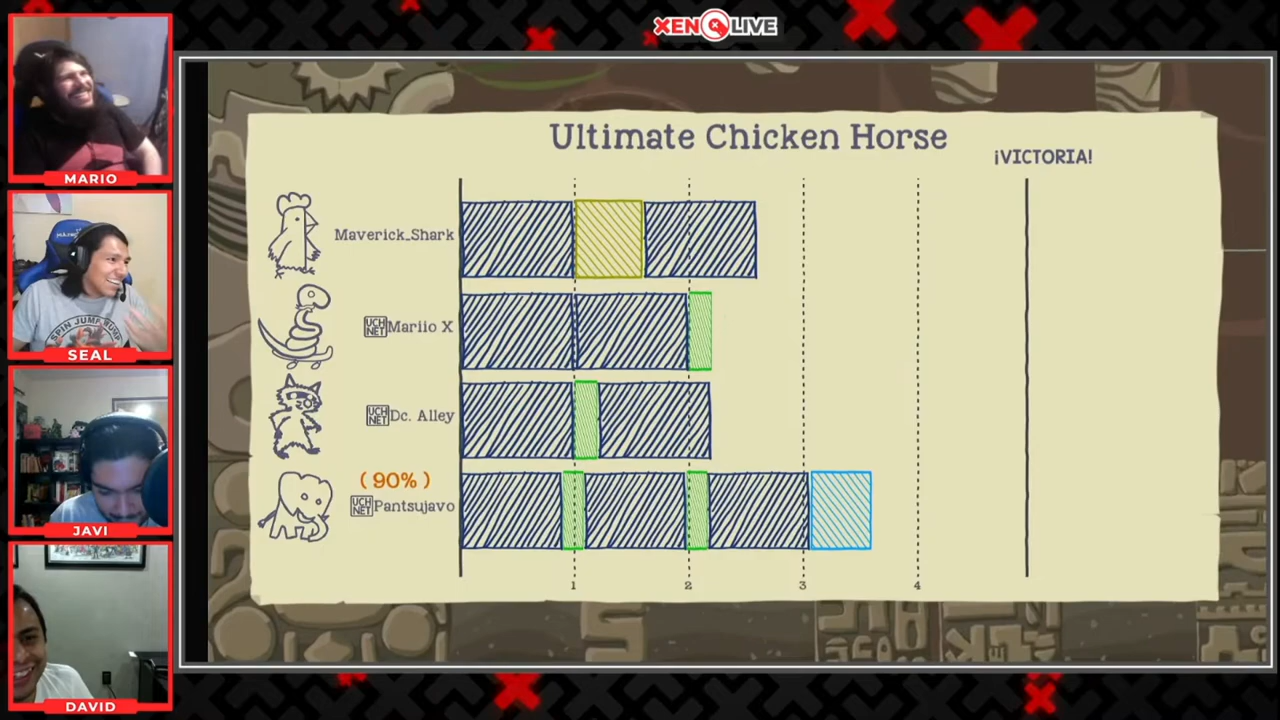 XENOLIVE
Ultimate Chicken Horse
¡VICTORIA!
Maverick_Shark
UCH NET Mariio X
UCH NET Dc. Alley
(90%)
UCH NET Pantsujavo
1 2 3 4
MARIO
SEAL
SPIN JUMP BUMP
JAVI
DAVID